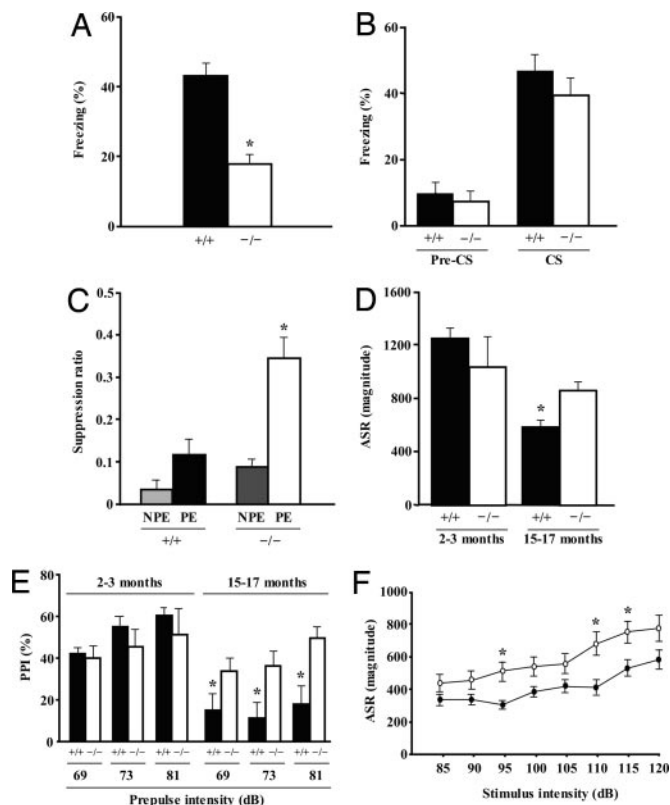 A
Freezing (%)
60
40
20
0
*
+/+ −/−
B
Freezing (%)
60
40
20
0
+/+ −/− +/+ −/−
Pre-CS CS
C
Suppression ratio
0.5
0.4
0.3
0.2
0.1
0
*
NPE PE NPE PE
+/+ −/−
D
ASR (magnitude)
1600
1200
800
400
0
*
+/+ −/− +/+ −/−
2-3 months 15-17 months
E
2-3 months 15-17 months
PPI (%)
80
60
40
20
0
* * *
+/+ −/− +/+ −/− +/+ −/− +/+ −/− +/+ −/− +/+ −/−
69 73 81 69 73 81
Prepulse intensity (dB)
F
ASR (magnitude)
1000
800
600
400
200
0
* * *
85 90 95 100 105 110 115 120
Stimulus intensity (dB)